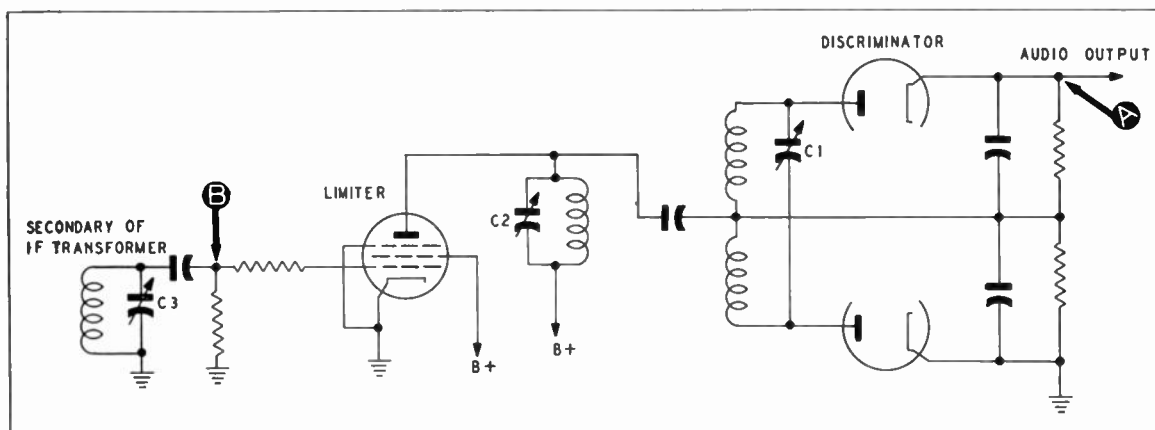 DISCRIMINATOR
AUDIO OUTPUT
A
C1
B
LIMITER
C2
SECONDARY OF
IF TRANSFORMER
C3
B+
B+